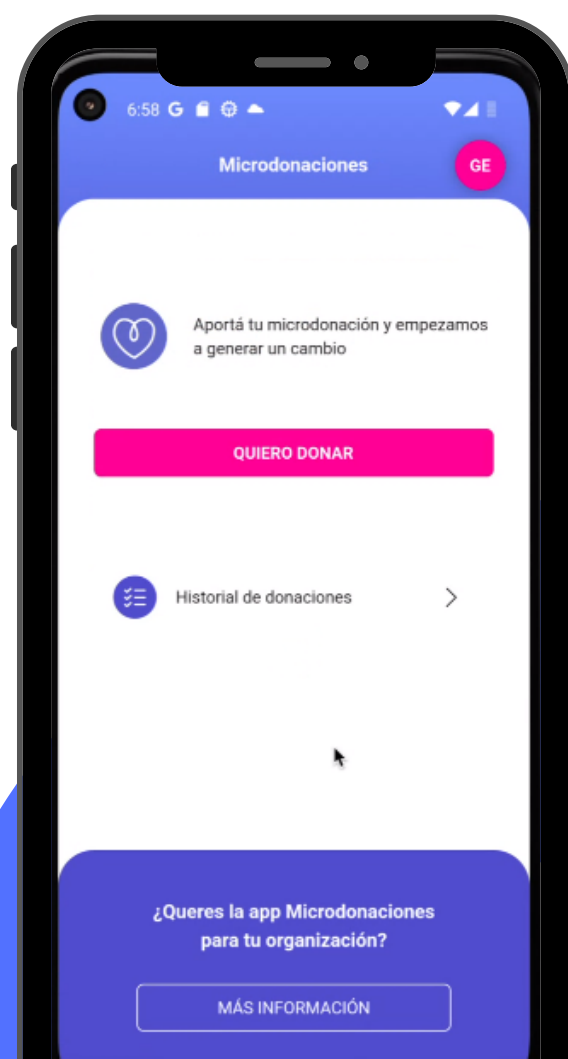 6:58 G
Microdonaciones
GE
Aportá tu microdonación y empezamos
a generar un cambio
QUIERO DONAR
Historial de donaciones
¿Queres la app Microdonaciones
para tu organización?
MÁS INFORMACIÓN